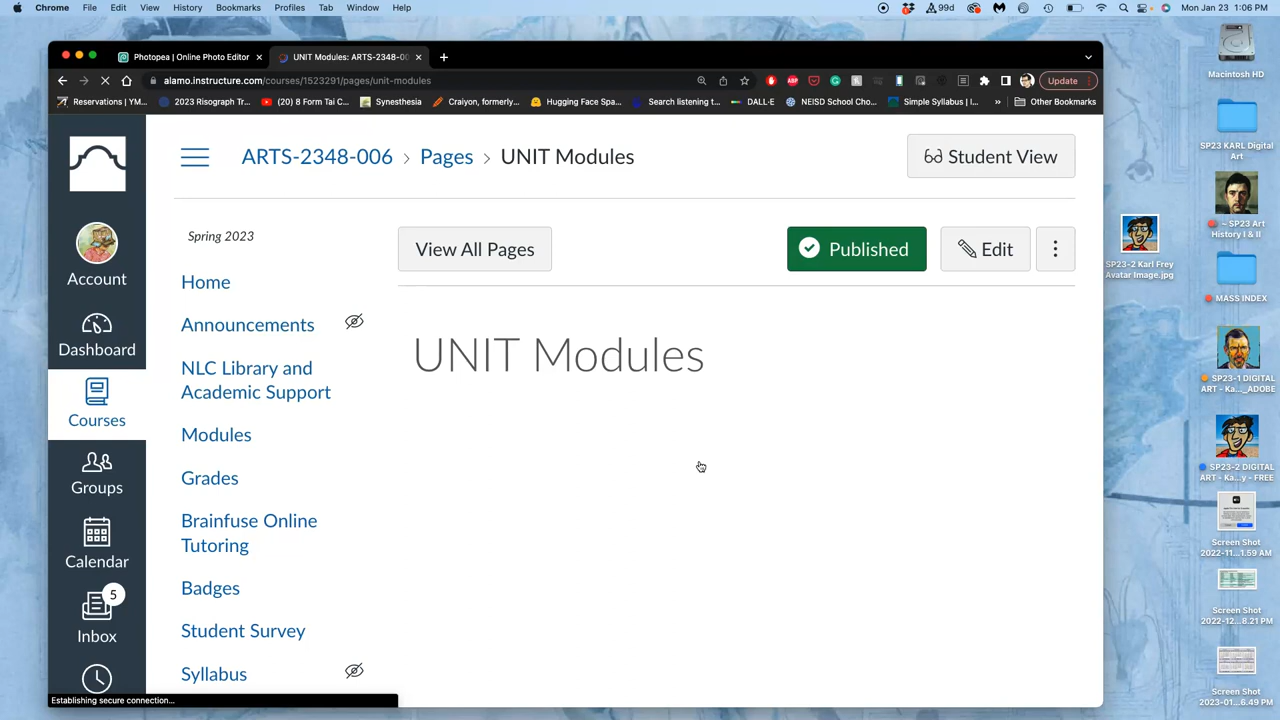 Chrome File Edit View History Bookmarks Profiles Tab Window Help
99d
Mon Jan 23 1:06 PM
Photopea | Online Photo Editor
UNIT Modules: ARTS-2348-00
alamo.instructure.com/courses/1523291/pages/unit-modules
Update
Reservations | YM...
2023 Risograph Tr...
(20) 8 Form Tai C...
Synesthesia
Craiyon, formerly...
Hugging Face Spa...
Search listening t...
DALL·E
NEISD School Cho...
Simple Syllabus | I...
»
Other Bookmarks
ARTS-2348-006 › Pages › UNIT Modules
Student View
Account
Dashboard
Courses
Groups
Calendar
5
Inbox
Spring 2023
Home
Announcements
NLC Library and
Academic Support
Modules
Grades
Brainfuse Online
Tutoring
Badges
Student Survey
Syllabus
View All Pages
Published
Edit
UNIT Modules
Establishing secure connection...
SP23-2 Karl Frey
Avatar Image.jpg
Macintosh HD
SP23 KARL Digital
Art
~ SP23 Art
History I & II
MASS INDEX
SP23-1 DIGITAL
ART - Ka..._ADOBE
SP23-2 DIGITAL
ART - Ka...y - FREE
Screen Shot
2022-11...1.59 AM
Screen Shot
2022-12...8.21 PM
Screen Shot
2023-01...6.49 PM